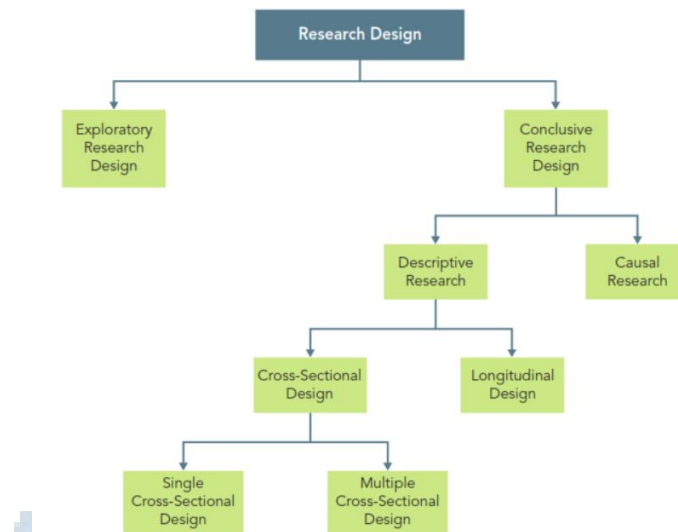 Research Design
Exploratory
Research
Design
Conclusive
Research
Design
Descriptive
Research
Causal
Research
Cross-Sectional
Design
Longitudinal
Design
Single
Cross-Sectional
Design
Multiple
Cross-Sectional
Design